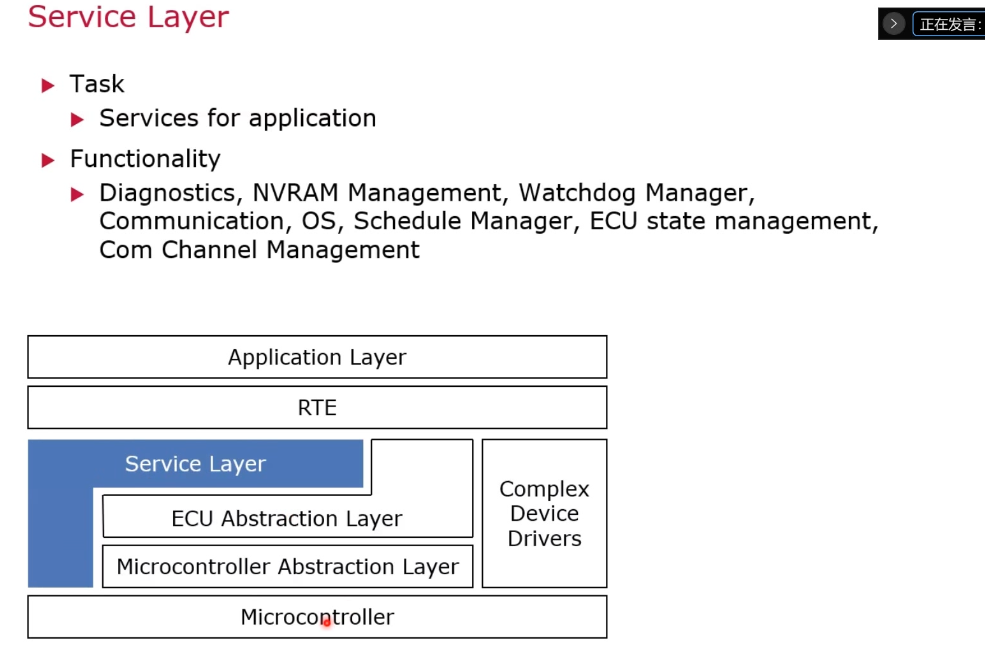 Service Layer
正在发言:
Task
Services for application
Functionality
Diagnostics, NVRAM Management, Watchdog Manager,
Communication, OS, Schedule Manager, ECU state management,
Com Channel Management
Application Layer
RTE
Service Layer
ECU Abstraction Layer
Microcontroller Abstraction Layer
Complex
Device
Drivers
Microcontroller